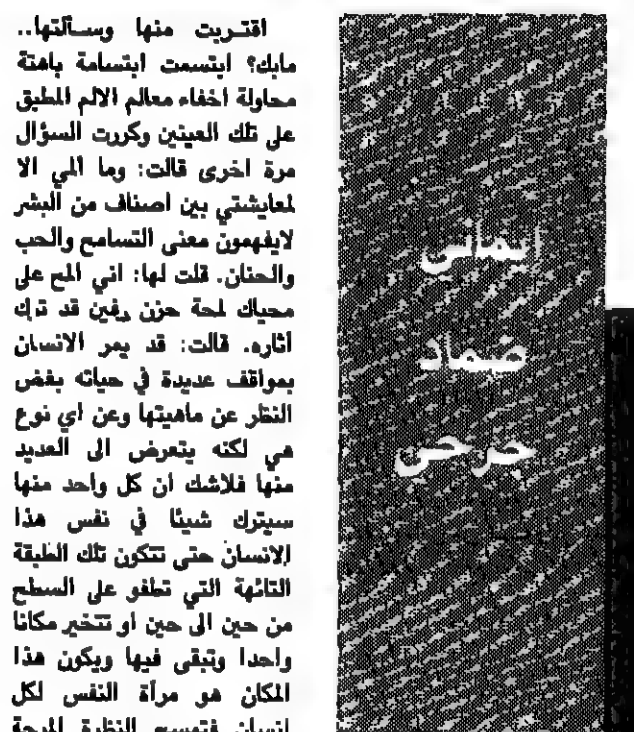 ايماني
ضماد
جرحي
اقتربت منها وسألتها..
مابك؟ ابتسمت ابتسامة باهتة
محاولة اخفاء معالم الالم المطبق
على تلك العينين وكررت السؤال
مرة اخرى قالت: وما المي الا
لمعايشتي بين اصناف من البشر
لايفهمون معنى التسامح والحب
والحنان. قلت لها: اني المح على
محياك لمحة حزن رفين قد ترك
أثاره. قالت: قد يمر الانسان
بمواقف عديدة في حياته بغض
النظر عن ماهيتها وعن اي نوع
هي لكنه يتعرض الى العديد
منها فلاشك ان كل واحد منها
سيترك شيئا في نفس هذا
الانسان حتى تتكون تلك الطبقة
التائهة التي تطفو على السطح
من حين الى حين او تتخير مكانا
واحدا وتبقى فيها ويكون هذا
المكان هو مرآة النفس لكل
انسان فتصبح النظرة